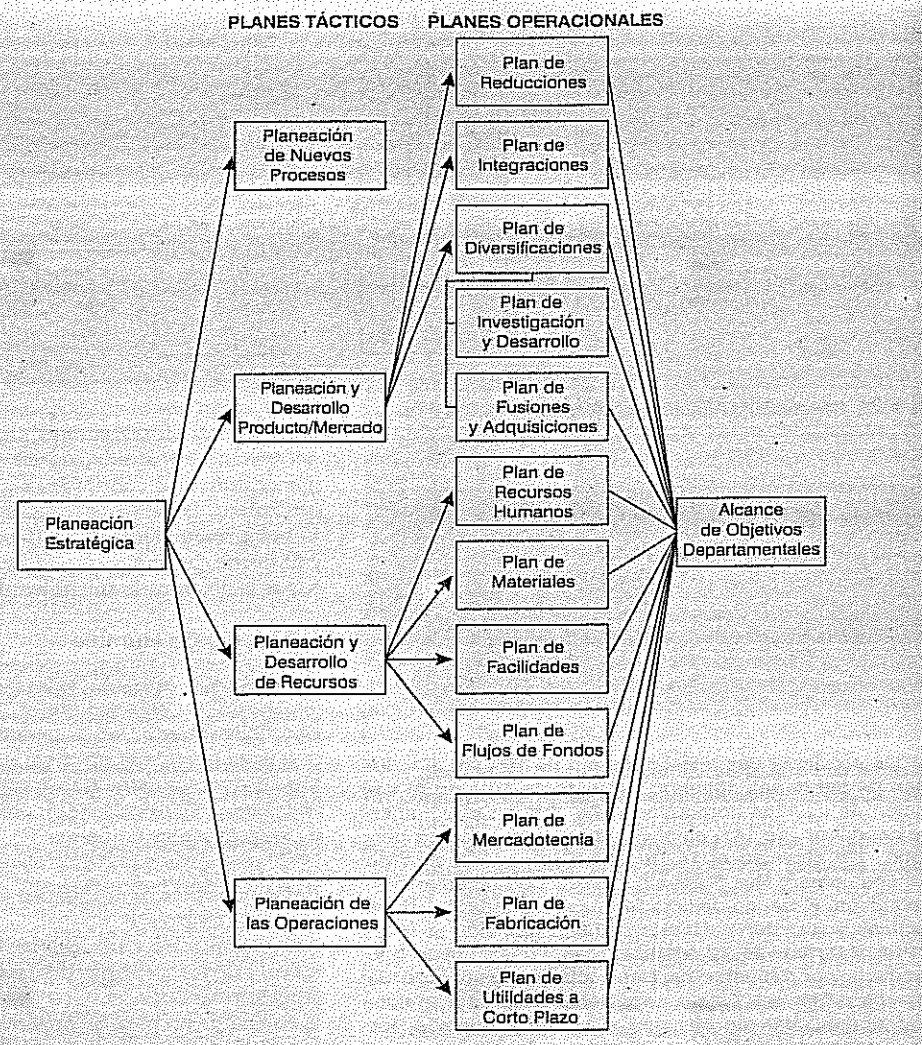 PLANES TÁCTICOS
PLANES OPERACIONALES
Planeación
Estratégica
Planeación
de Nuevos
Procesos
Planeación y
Desarrollo
Producto/Mercado
Planeación y
Desarrollo
de Recursos
Planeación de
las Operaciones
Plan de
Reducciones
Plan de
Integraciones
Plan de
Diversificaciones
Plan de
Investigación
y Desarrollo
Plan de
Fusiones
y Adquisiciones
Plan de
Recursos
Humanos
Plan de
Materiales
Plan de
Facilidades
Plan de
Flujos de Fondos
Plan de
Mercadotecnia
Plan de
Fabricación
Plan de
Utilidades a
Corto Plazo
Alcance
de Objetivos
Departamentales